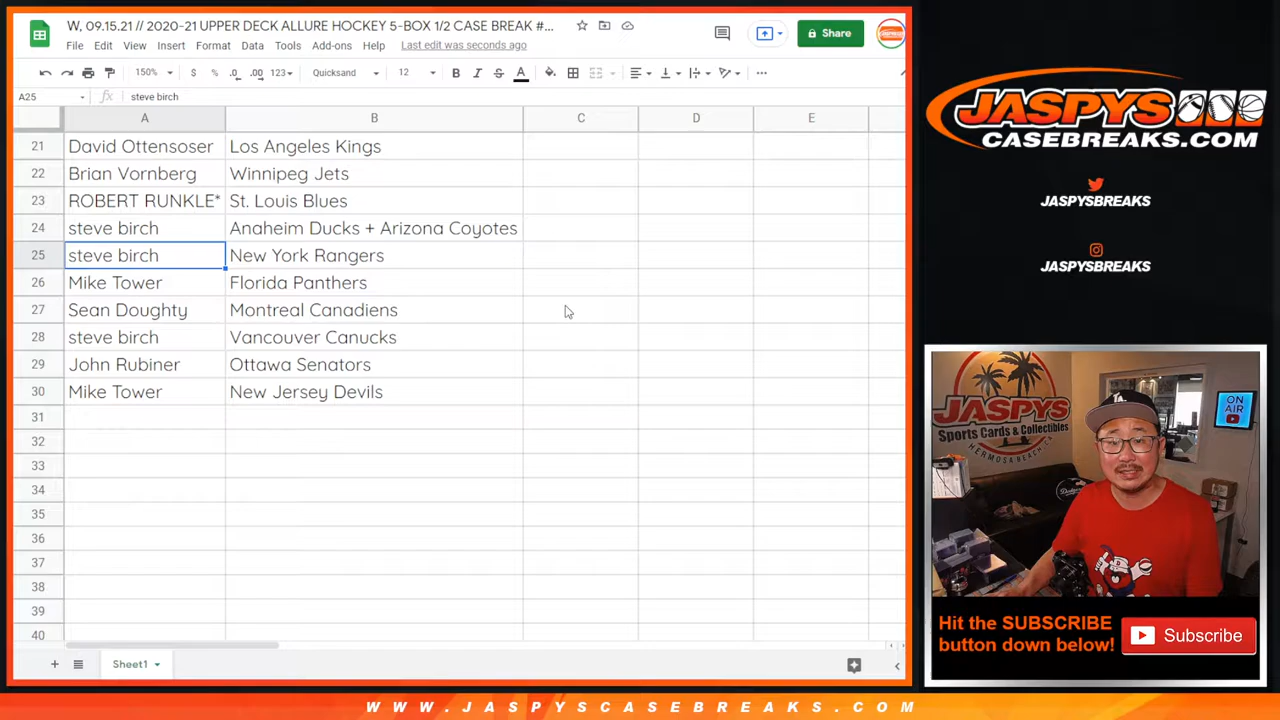 W, 09.15.21 // 2020-21 UPPER DECK ALLURE HOCKEY 5-BOX 1/2 CASE BREAK #...
File Edit View Insert Format Data Tools Add-ons Help Last edit was seconds ago
Share
150% $ % .0 .00 123 Quicksand 12 B I S A
A25 fx steve birch
A B C D E
21 David Ottensoser Los Angeles Kings
22 Brian Vornberg Winnipeg Jets
23 ROBERT RUNKLE* St. Louis Blues
24 steve birch Anaheim Ducks + Arizona Coyotes
25 steve birch New York Rangers
26 Mike Tower Florida Panthers
27 Sean Doughty Montreal Canadiens
28 steve birch Vancouver Canucks
29 John Rubiner Ottawa Senators
30 Mike Tower New Jersey Devils
31
32
33
34
35
36
37
38
39
40
Sheet1
JASPYS
CASEBREAKS.COM
JASPYSBREAKS
JASPYSBREAKS
JASPYS
Sports Cards & Collectibles
HERMOSA BEACH, CA
ON
AIR
Dodgers
Hit the SUBSCRIBE
button down below!
Subscribe
WWW.JASPYSCASEBREAKS.COM